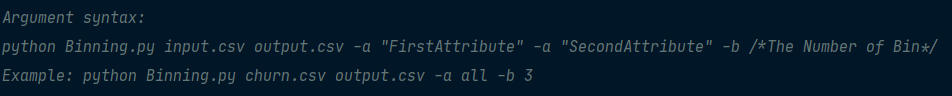 Argument syntax:
python Binning.py input.csv output.csv -a "FirstAttribute" -a "SecondAttribute" -b /*The Number of Bin*/
Example: python Binning.py churn.csv output.csv -a all -b 3